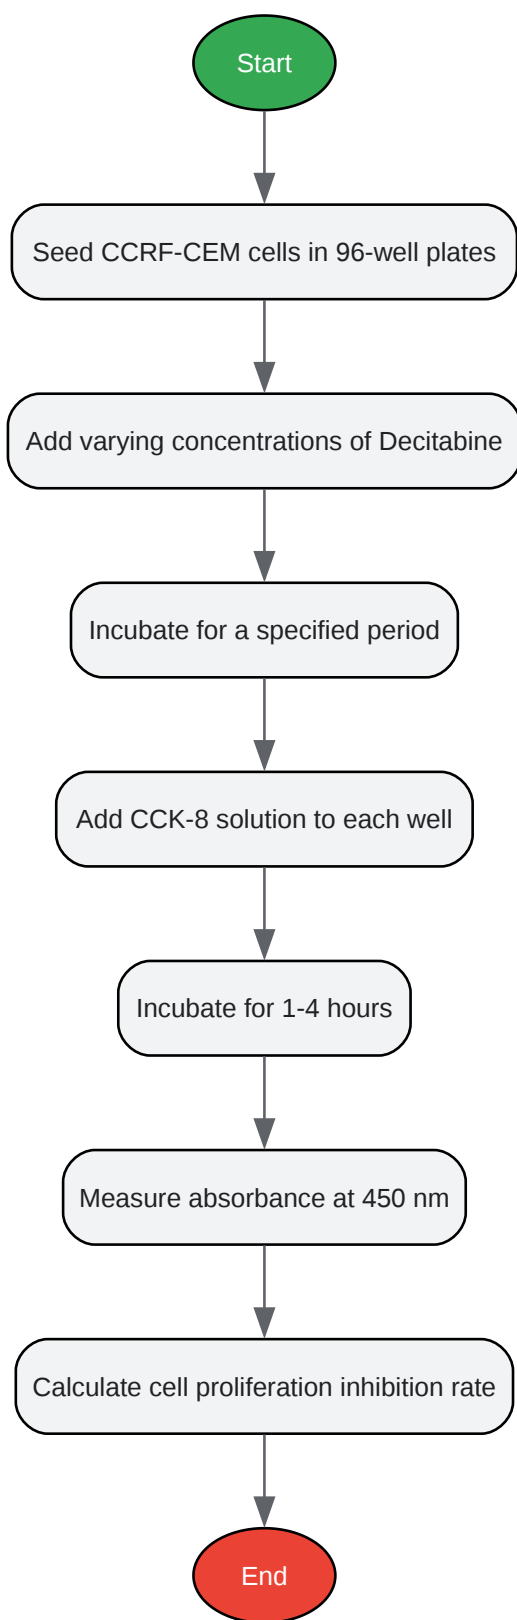 Start
Seed CCRF-CEM cells in 96-well plates
Add varying concentrations of Decitabine
Incubate for a specified period
Add CCK-8 solution to each well
Incubate for 1-4 hours
Measure absorbance at 450 nm
Calculate cell proliferation inhibition rate
End